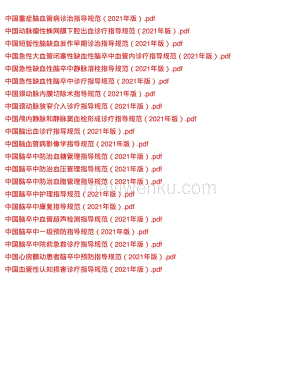 中国重症脑血管病诊治指导规范（2021年版）.pdf
中国动脉瘤性蛛网膜下腔出血诊疗指导规范（2021年版）.pdf
中国短暂性脑缺血发作早期诊治指导规范（2021年版）.pdf
中国急性大血管闭塞性缺血性脑卒中血管内诊疗指导规范（2021年版）.pdf
中国急性缺血性脑卒中静脉溶栓指导规范（2021年版）.pdf
中国急性缺血性脑卒中诊疗指导规范（2021年版）.pdf
中国颈动脉内膜切除术指导规范（2021年版）.pdf
中国颈动脉狭窄介入诊疗指导规范（2021年版）.pdf
中国颅内静脉和静脉窦血栓形成诊疗指导规范（2021年版）.pdf
中国脑出血诊疗指导规范（2021年版）.pdf
中国脑血管病影像学指导规范（2021年版）.pdf
中国脑卒中防治血糖管理指导规范（2021年版）.pdf
中国脑卒中防治血压管理指导规范（2021年版）.pdf
中国脑卒中防治血脂管理指导规范（2021年版）.pdf
中国脑卒中护理指导规范（2021年版）.pdf
中国脑卒中康复指导规范（2021年版）.pdf
中国脑卒中血管超声检测指导规范（2021年版）.pdf
中国脑卒中一级预防指导规范（2021年版）.pdf
中国脑卒中院前急救诊疗指导规范（2021年版）.pdf
中国心房颤动患者脑卒中预防指导规范（2021年版）.pdf
中国血管性认知损害诊疗指导规范（2021年版）.pdf